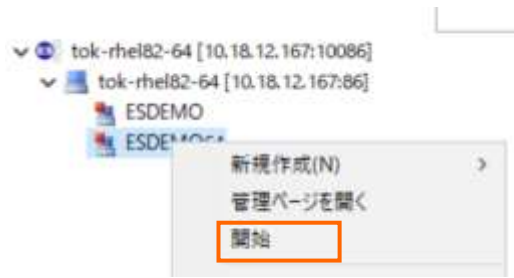 tok-rhel82-64 [10.18.12.167:10086]
tok-rhel82-64 [10.18.12.167:86]
ESDEMO
ESDEMO64
新規作成(N)
管理ページを開く
開始